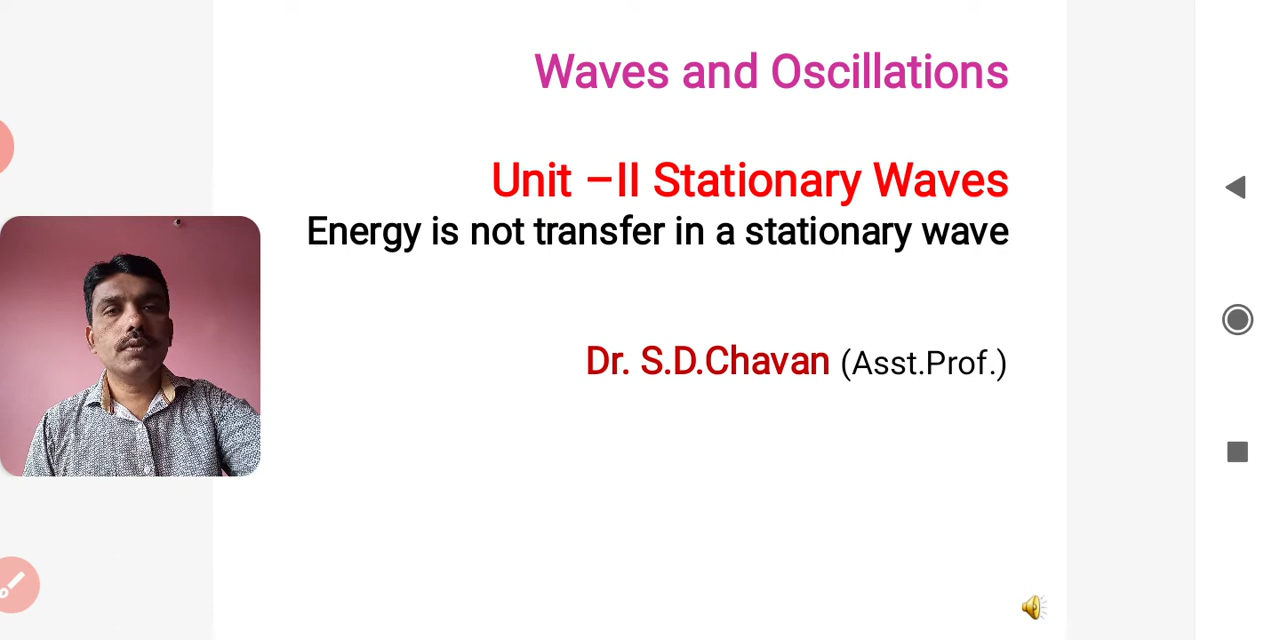 Waves and Oscillations
Unit –II Stationary Waves
Energy is not transfer in a stationary wave
Dr. S.D.Chavan (Asst.Prof.)